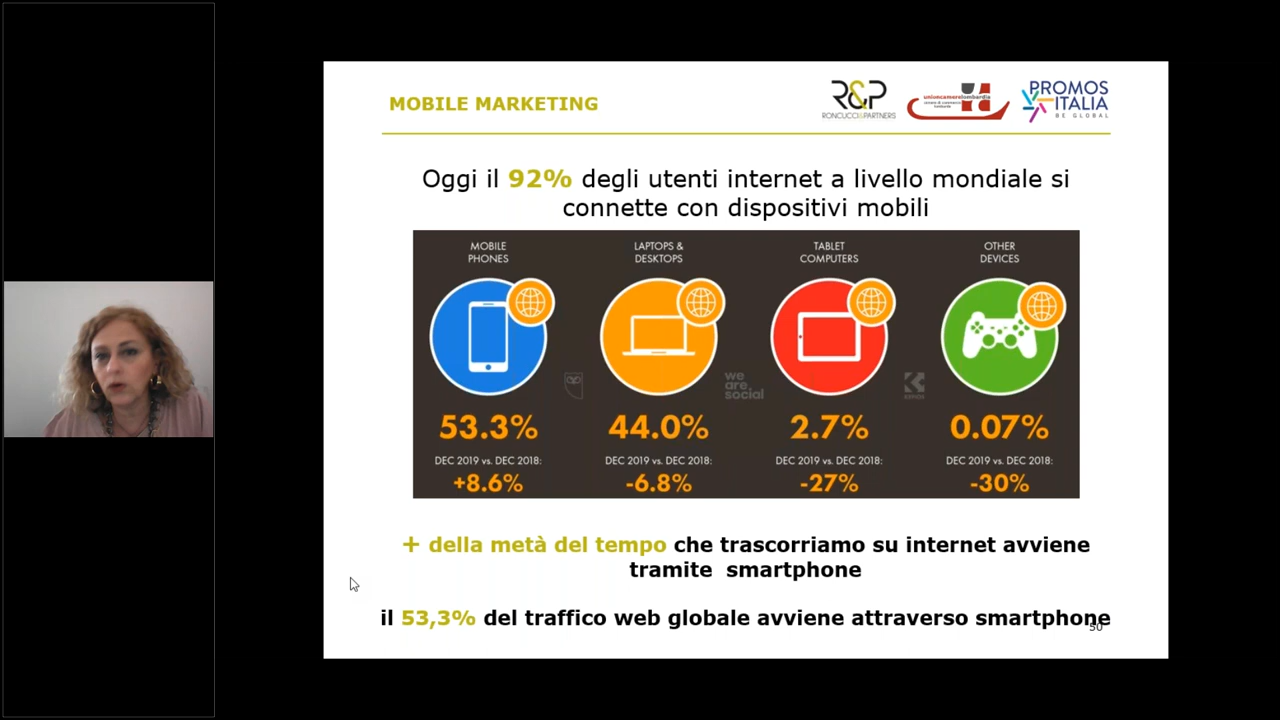 MOBILE MARKETING
R&P
RONCUCCI&PARTNERS
unioncamerelombardia
PROMOS
ITALIA
BE GLOBAL
Oggi il 92% degli utenti internet a livello mondiale si
connette con dispositivi mobili
MOBILE
PHONES
LAPTOPS &
DESKTOPS
TABLET
COMPUTERS
OTHER
DEVICES
we
are
social
KEPIOS
53.3%
44.0%
2.7%
0.07%
DEC 2019 vs. DEC 2018:
DEC 2019 vs. DEC 2018:
DEC 2019 vs. DEC 2018:
DEC 2019 vs. DEC 2018:
+8.6%
-6.8%
-27%
-30%
+ della metà del tempo che trascorriamo su internet avviene
tramite smartphone
il 53,3% del traffico web globale avviene attraverso smartphone
50